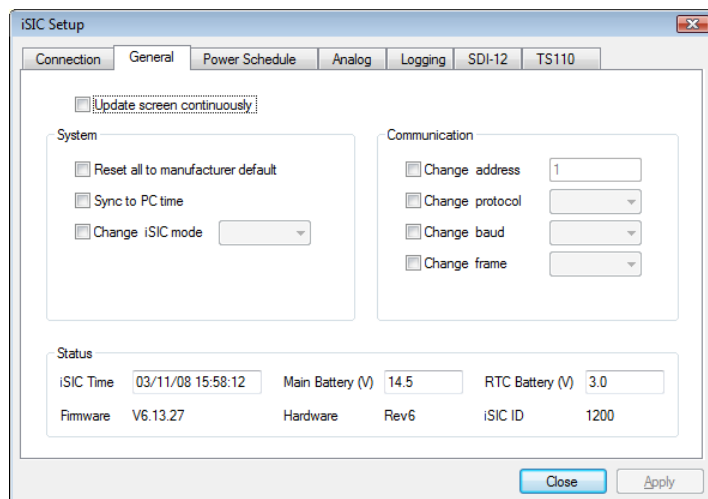 iSIC Setup
Connection General Power Schedule Analog Logging SDI-12 TS110
Update screen continuously
System
Reset all to manufacturer default
Sync to PC time
Change iSIC mode
Communication
Change address 1
Change protocol
Change baud
Change frame
Status
iSIC Time 03/11/08 15:58:12 Main Battery (V) 14.5 RTC Battery (V) 3.0
Firmware V6.13.27 Hardware Rev6 iSIC ID 1200
Close Apply